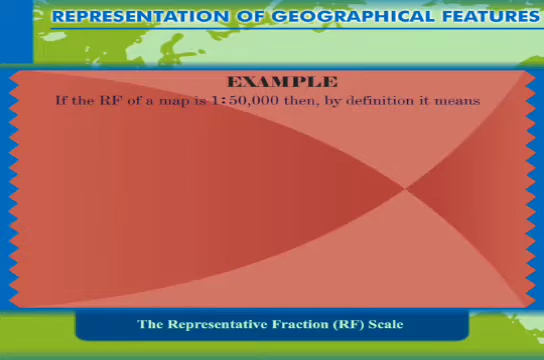 REPRESENTATION OF GEOGRAPHICAL FEATURES
EXAMPLE
If the RF of a map is 1:50,000 then, by definition it means
The Representative Fraction (RF) Scale